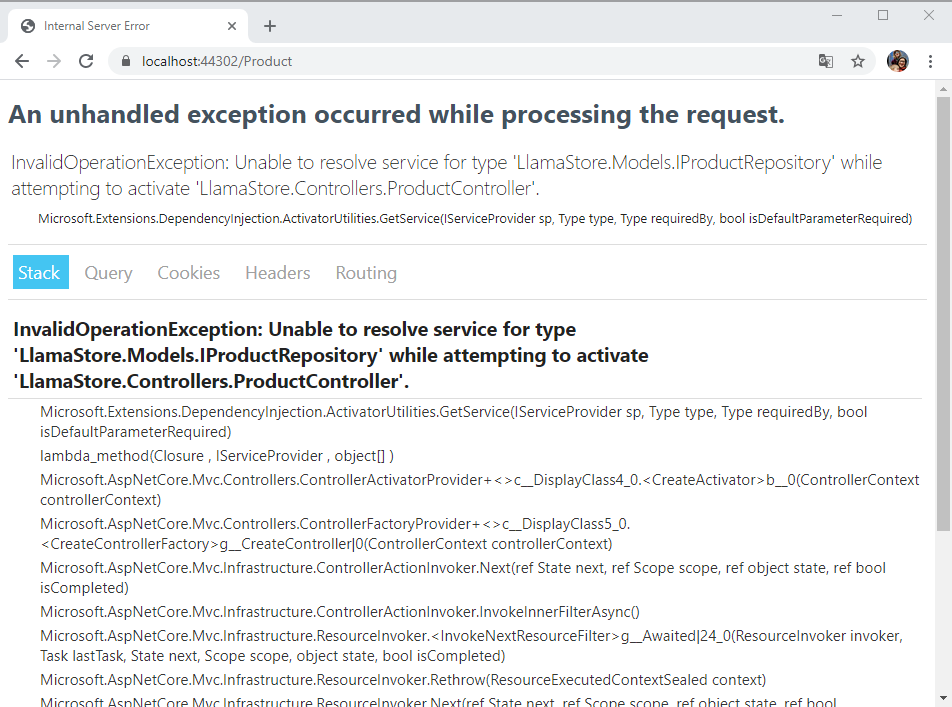 Internal Server Error
localhost:44302/Product
An unhandled exception occurred while processing the request.
InvalidOperationException: Unable to resolve service for type 'LlamaStore.Models.IProductRepository' while
attempting to activate 'LlamaStore.Controllers.ProductController'.
Microsoft.Extensions.DependencyInjection.ActivatorUtilities.GetService(IServiceProvider sp, Type type, Type requiredBy, bool isDefaultParameterRequired)
Stack Query Cookies Headers Routing
InvalidOperationException: Unable to resolve service for type
'LlamaStore.Models.IProductRepository' while attempting to activate
'LlamaStore.Controllers.ProductController'.
Microsoft.Extensions.DependencyInjection.ActivatorUtilities.GetService(IServiceProvider sp, Type type, Type requiredBy, bool
isDefaultParameterRequired)
lambda_method(Closure , IServiceProvider , object[] )
Microsoft.AspNetCore.Mvc.Controllers.ControllerActivatorProvider+<>c__DisplayClass4_0.<CreateActivator>b__0(ControllerContext
controllerContext)
Microsoft.AspNetCore.Mvc.Controllers.ControllerFactoryProvider+<>c__DisplayClass5_0.
<CreateControllerFactory>g__CreateController|0(ControllerContext controllerContext)
Microsoft.AspNetCore.Mvc.Infrastructure.ControllerActionInvoker.Next(ref State next, ref Scope scope, ref object state, ref bool
isCompleted)
Microsoft.AspNetCore.Mvc.Infrastructure.ControllerActionInvoker.InvokeInnerFilterAsync()
Microsoft.AspNetCore.Mvc.Infrastructure.ResourceInvoker.<InvokeNextResourceFilter>g__Awaited|24_0(ResourceInvoker invoker,
Task lastTask, State next, Scope scope, object state, bool isCompleted)
Microsoft.AspNetCore.Mvc.Infrastructure.ResourceInvoker.Rethrow(ResourceExecutedContextSealed context)
Microsoft.AspNetCore.Mvc.Infrastructure.ResourceInvoker.Next(ref State next, ref Scope scope, ref object state, ref bool